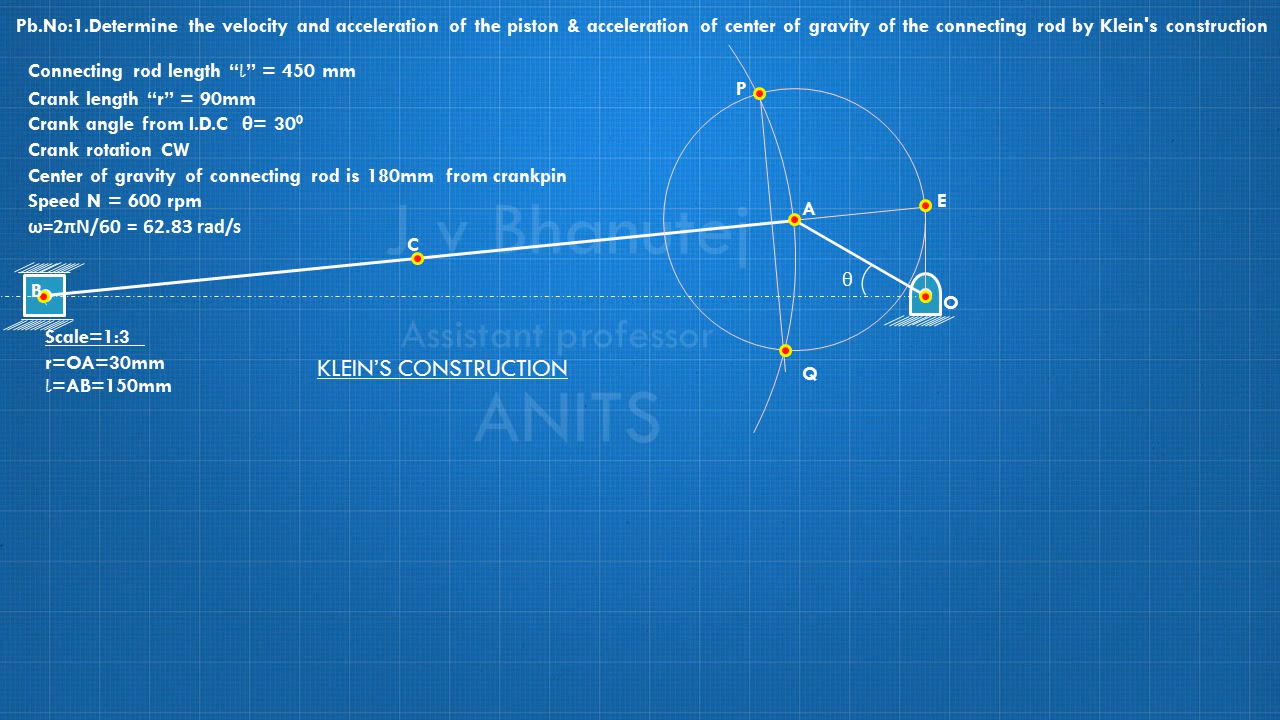 Pb.No:1.Determine the velocity and acceleration of the piston & acceleration of center of gravity of the connecting rod by Klein's construction
Connecting rod length “l” = 450 mm
Crank length “r” = 90mm
Crank angle from I.D.C θ= 30⁰
Crank rotation CW
Center of gravity of connecting rod is 180mm from crankpin
Speed N = 600 rpm
ω=2πN/60 = 62.83 rad/s
J v Bhanutej
Assistant professor
ANITS
P
A
E
C
B
θ
O
Q
Scale=1:3
r=OA=30mm
l=AB=150mm
KLEIN’S CONSTRUCTION